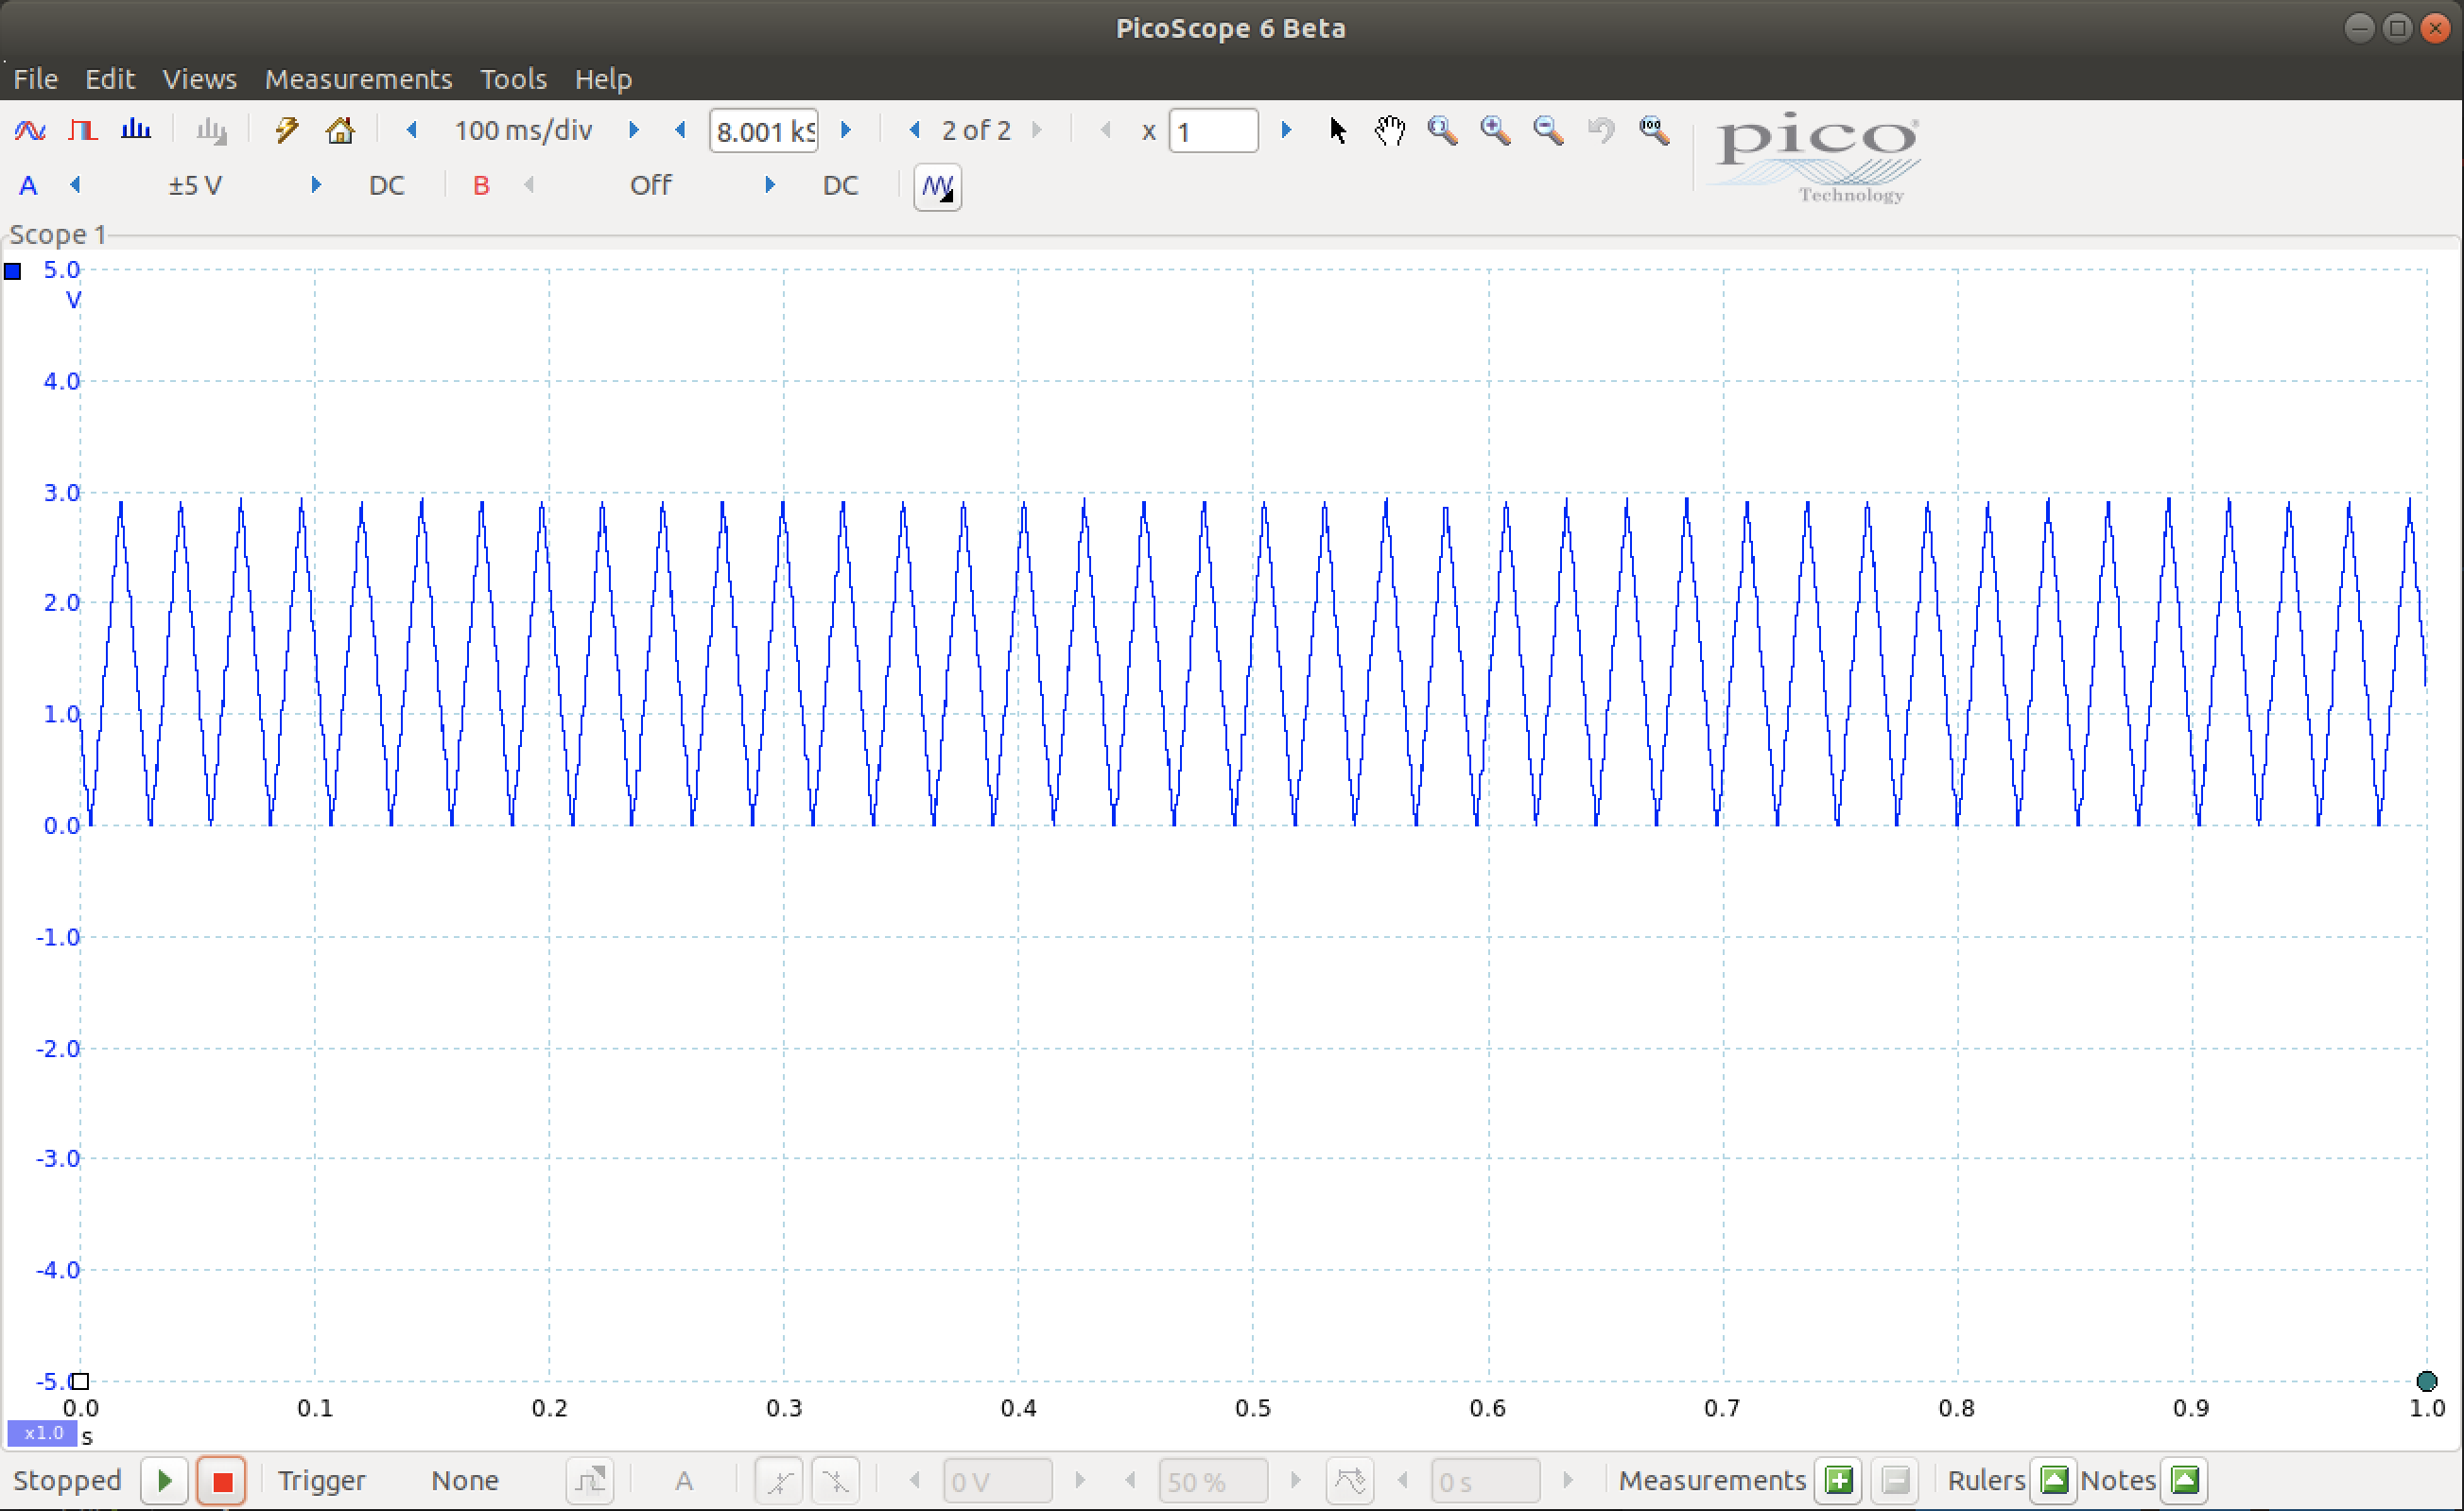 PicoScope 6 Beta
File Edit Views Measurements Tools Help
100 ms/div 8.001 kS 2 of 2 x 1
pico
Technology
A ±5 V DC B Off DC
Scope 1
5.0
V
4.0
3.0
2.0
1.0
0.0
-1.0
-2.0
-3.0
-4.0
-5.0
0.0 0.1 0.2 0.3 0.4 0.5 0.6 0.7 0.8 0.9 1.0
x1.0 s
Stopped Trigger None A 0 V 50 % 0 s Measurements Rulers Notes